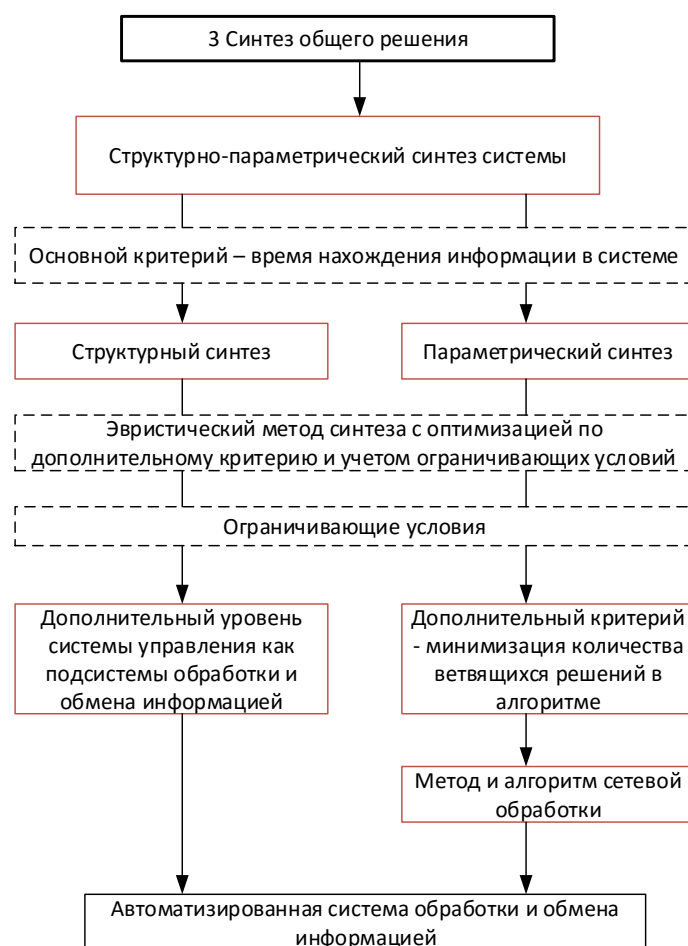 3 Синтез общего решения
Структурно-параметрический синтез системы
Основной критерий – время нахождения информации в системе
Структурный синтез
Параметрический синтез
Эвристический метод синтеза с оптимизацией по
дополнительному критерию и учетом ограничивающих условий
Ограничивающие условия
Дополнительный уровень
системы управления как
подсистемы обработки и
обмена информацией
Дополнительный критерий
- минимизация количества
ветвящихся решений в
алгоритме
Метод и алгоритм сетевой
обработки
Автоматизированная система обработки и обмена
информацией